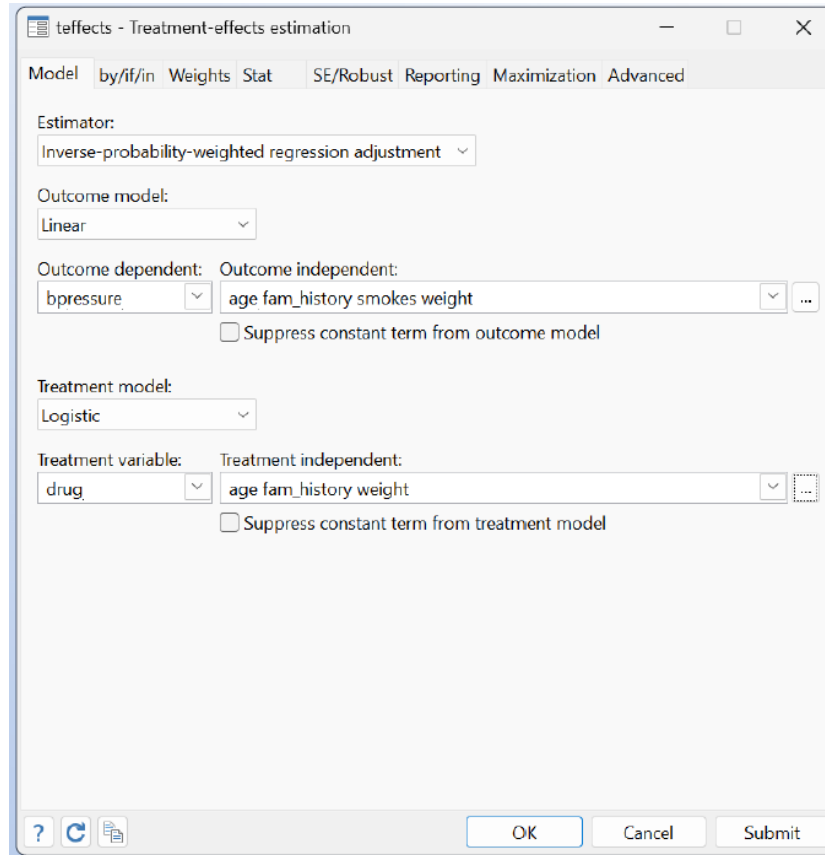 teffects - Treatment-effects estimation
Model by/if/in Weights Stat SE/Robust Reporting Maximization Advanced
Estimator:
Inverse-probability-weighted regression adjustment
Outcome model:
Linear
Outcome dependent: Outcome independent:
bpressure age fam_history smokes weight ...
Suppress constant term from outcome model
Treatment model:
Logistic
Treatment variable: Treatment independent:
drug age fam_history weight ...
Suppress constant term from treatment model
? OK Cancel Submit